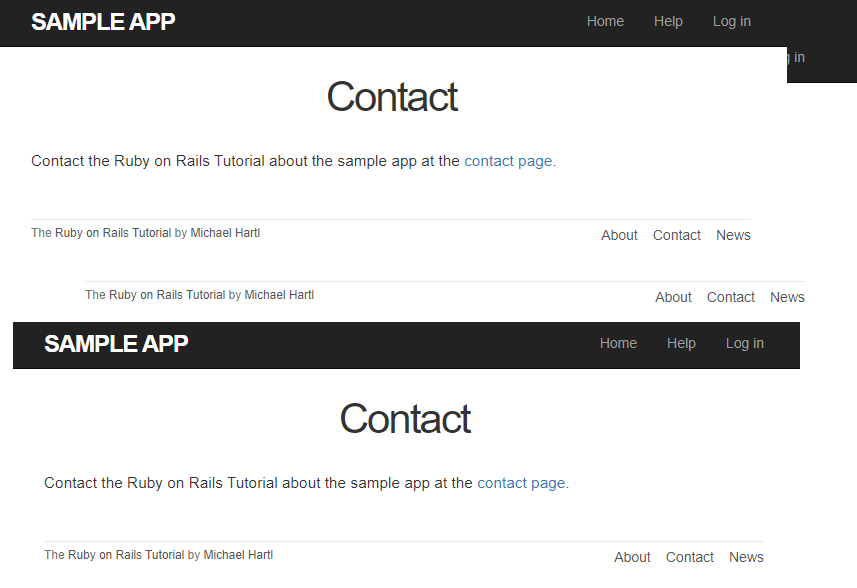 SAMPLE APP Home Help Log in
in
Contact
Contact the Ruby on Rails Tutorial about the sample app at the contact page.
The Ruby on Rails Tutorial by Michael Hartl About Contact News
The Ruby on Rails Tutorial by Michael Hartl About Contact News
SAMPLE APP Home Help Log in
Contact
Contact the Ruby on Rails Tutorial about the sample app at the contact page.
The Ruby on Rails Tutorial by Michael Hartl About Contact News